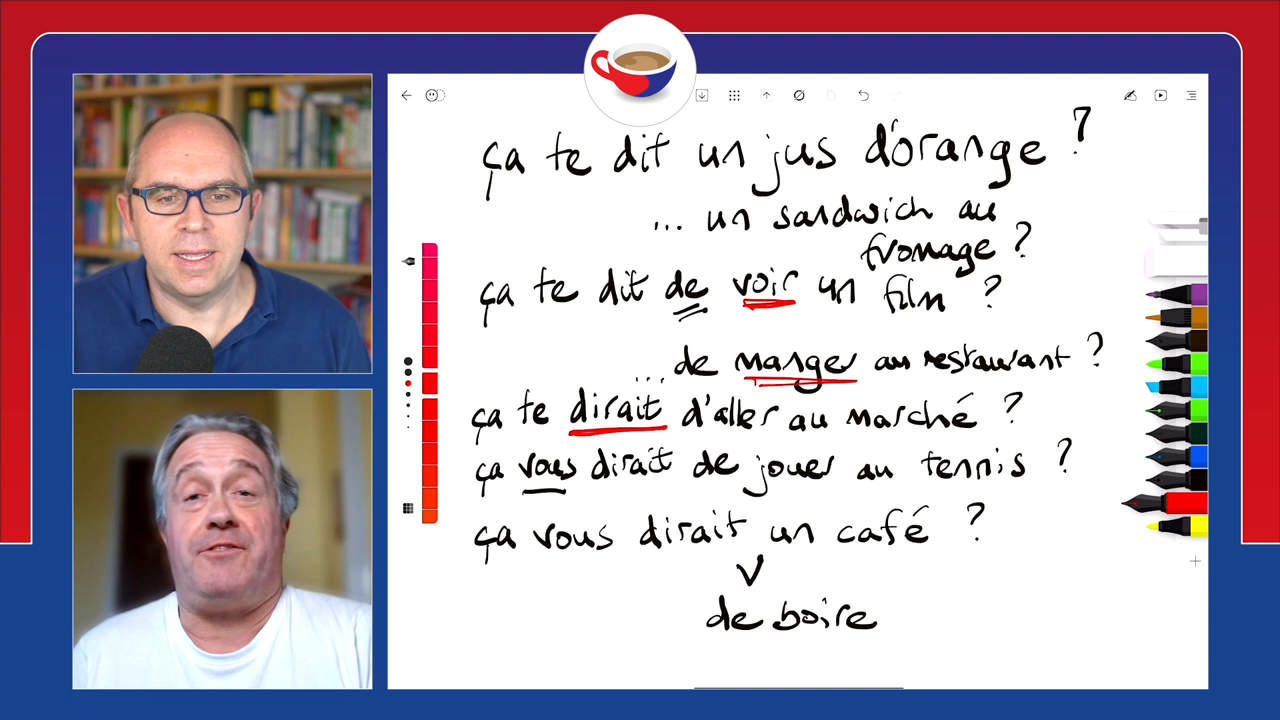 ça te dit un jus d'orange ?
... un sandwich au
fromage ?
ça te dit de voir un film ?
... de manger au restaurant ?
ça te dirait d'aller au marché ?
ça vous dirait de jouer au tennis ?
ça vous dirait un café ?
V
de boire